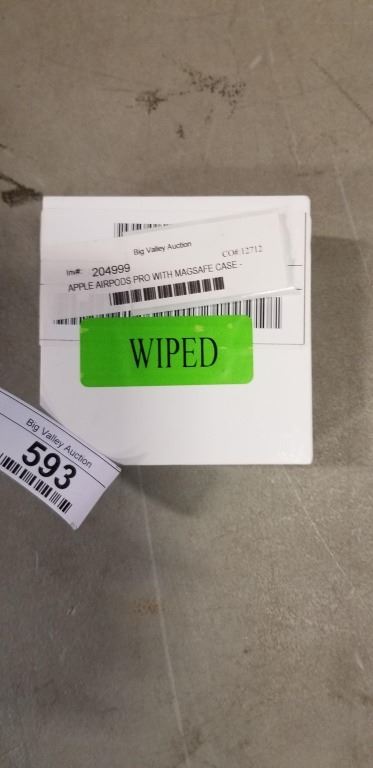 Big Valley Auction
Inv#: 204999 CO#:12712
APPLE AIRPODS PRO WITH MAGSAFE CASE -
WIPED
Big Valley Auction
593